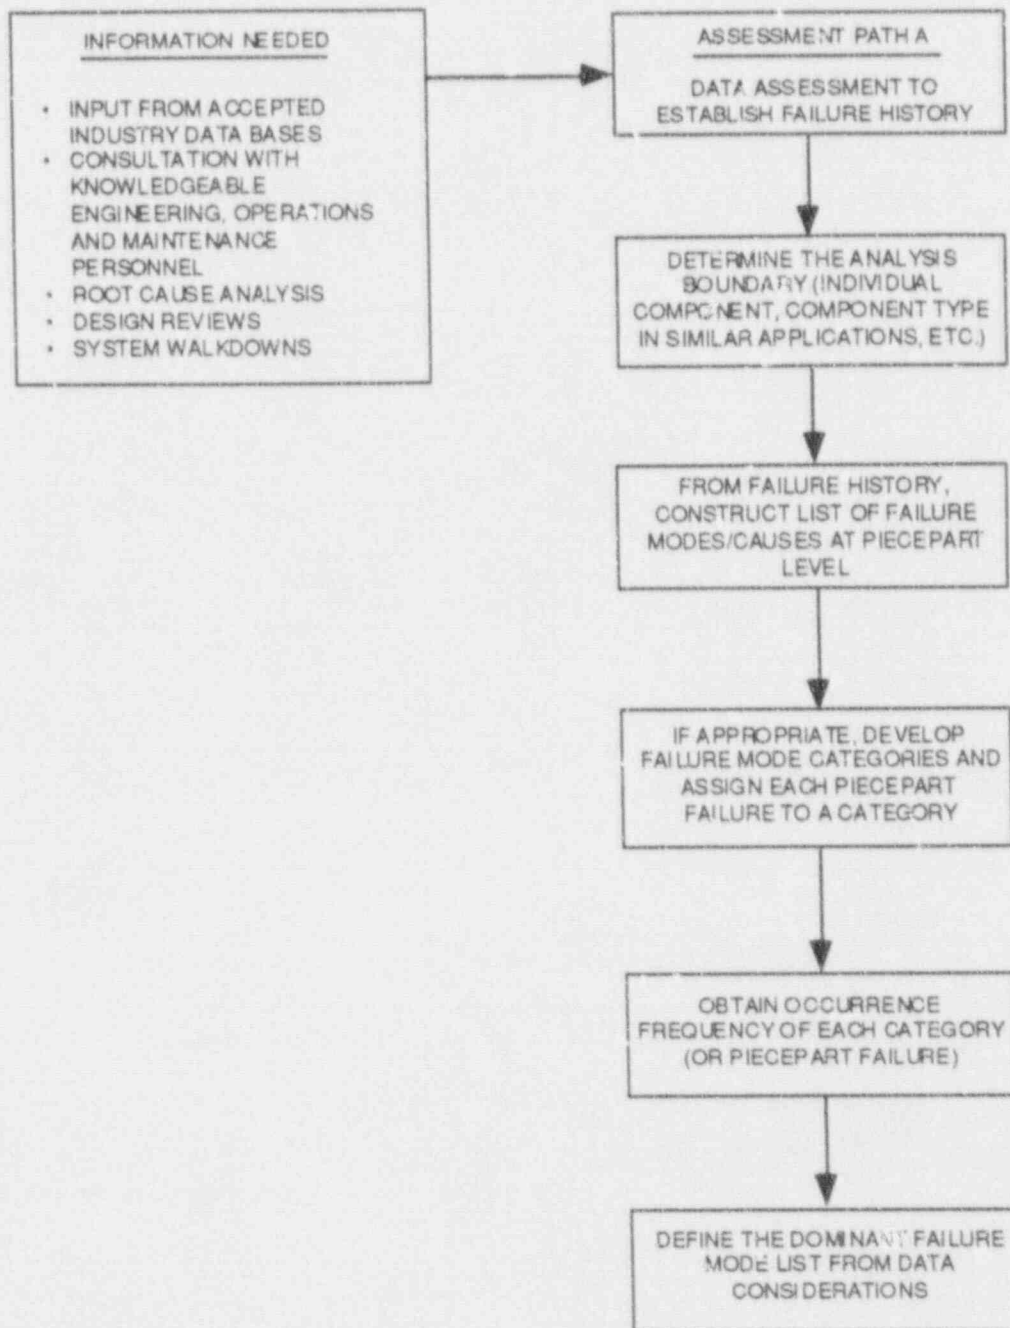 INFORMATION NEEDED
• INPUT FROM ACCEPTED
INDUSTRY DATA BASES
• CONSULTATION WITH
KNOWLEDGEABLE
ENGINEERING, OPERATIONS
AND MAINTENANCE
PERSONNEL
• ROOT CAUSE ANALYSIS
• DESIGN REVIEWS
• SYSTEM WALKDOWNS
ASSESSMENT PATH A
DATA ASSESSMENT TO
ESTABLISH FAILURE HISTORY
DETERMINE THE ANALYSIS
BOUNDARY (INDIVIDUAL
COMPONENT, COMPONENT TYPE
IN SIMILAR APPLICATIONS, ETC.)
FROM FAILURE HISTORY,
CONSTRUCT LIST OF FAILURE
MODES/CAUSES AT PIECEPART
LEVEL
IF APPROPRIATE, DEVELOP
FAILURE MODE CATEGORIES AND
ASSIGN EACH PIECEPART
FAILURE TO A CATEGORY
OBTAIN OCCURRENCE
FREQUENCY OF EACH CATEGORY
(OR PIECEPART FAILURE)
DEFINE THE DOMINANT FAILURE
MODE LIST FROM DATA
CONSIDERATIONS